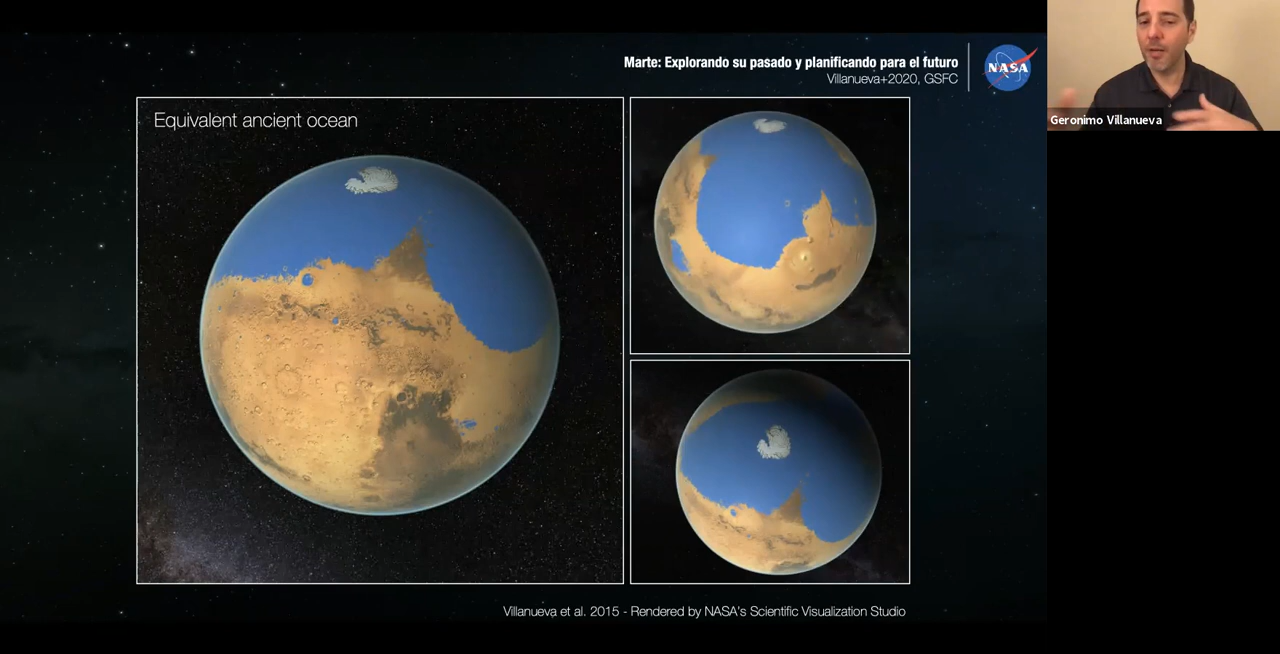 Marte: Explorando su pasado y planificando para el futuro
Villanueva+2020, GSFC
NASA
Geronimo Villanueva
Equivalent ancient ocean
Villanueva et al. 2015 - Rendered by NASA's Scientific Visualization Studio